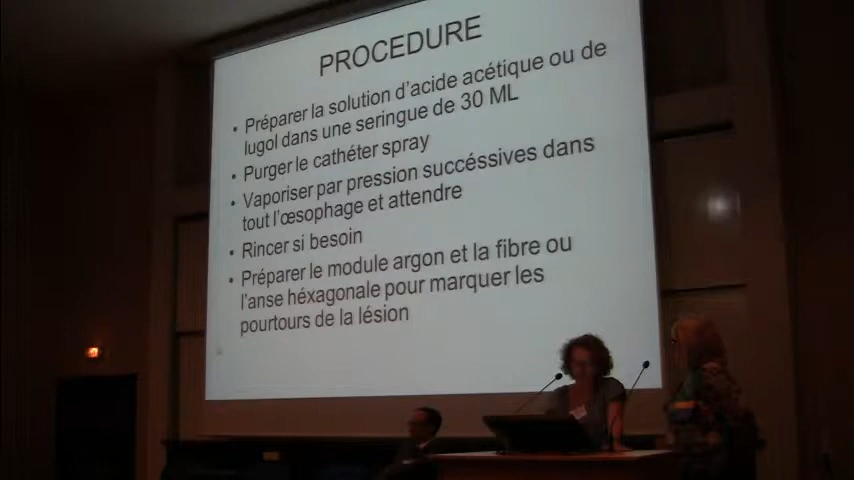 PROCEDURE
• Préparer la solution d'acide acétique ou de
lugol dans une seringue de 30 ML
• Purger le cathéter spray
• Vaporiser par pression succéssives dans
tout l'œsophage et attendre
• Rincer si besoin
• Préparer le module argon et la fibre ou
l'anse héxagonale pour marquer les
pourtours de la lésion